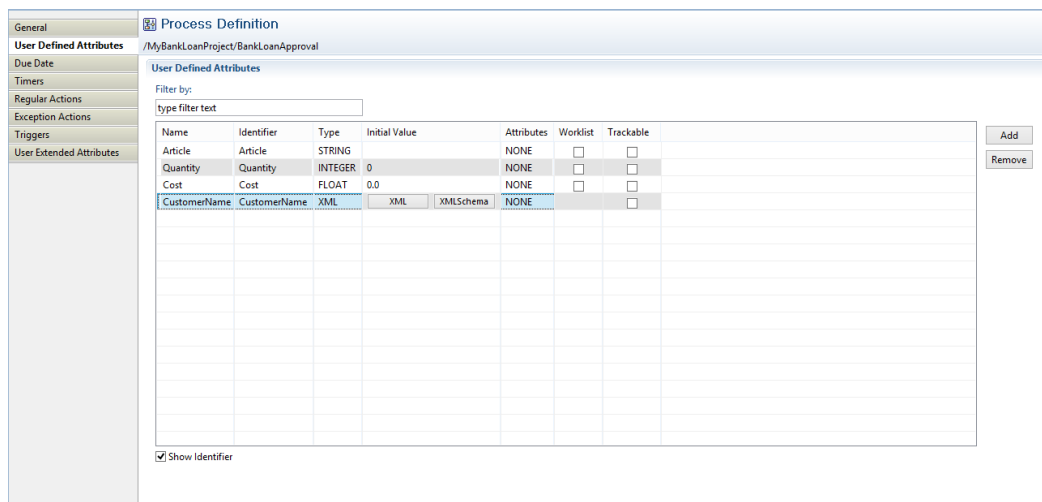 General
User Defined Attributes
Due Date
Timers
Regular Actions
Exception Actions
Triggers
User Extended Attributes
Process Definition
/MyBankLoanProject/BankLoanApproval
User Defined Attributes
Filter by:
type filter text
Name Identifier Type Initial Value Attributes Worklist Trackable
Article Article STRING NONE
Quantity Quantity INTEGER 0 NONE
Cost Cost FLOAT 0.0 NONE
CustomerName CustomerName XML XML XMLSchema NONE
Add
Remove
Show Identifier